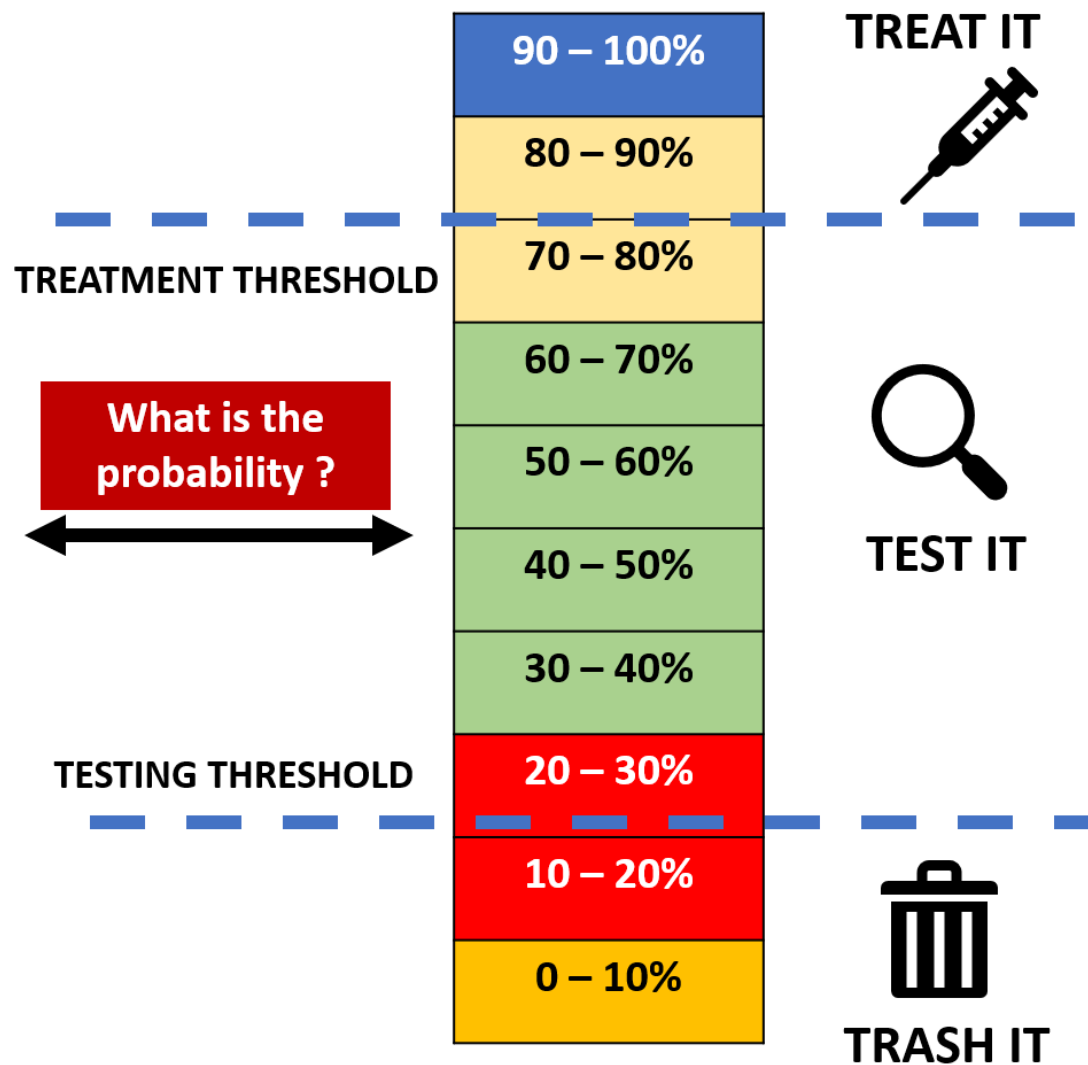 90 – 100%
TREAT IT
80 – 90%
70 – 80%
TREATMENT THRESHOLD
60 – 70%
What is the
probability ?
50 – 60%
TEST IT
40 – 50%
30 – 40%
20 – 30%
TESTING THRESHOLD
10 – 20%
0 – 10%
TRASH IT